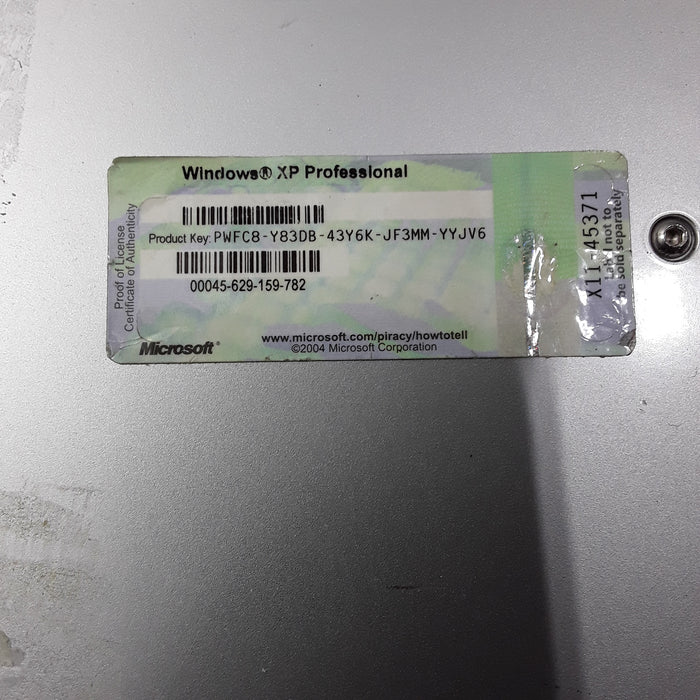 Windows® XP Professional
Proof of License
Certificate of Authenticity
Product Key: PWFC8-Y83DB-43Y6K-JF3MM-YYJV6
00045-629-159-782
Microsoft®
www.microsoft.com/piracy/howtotell
©2004 Microsoft Corporation
X11-45371
Label not to
be sold separately